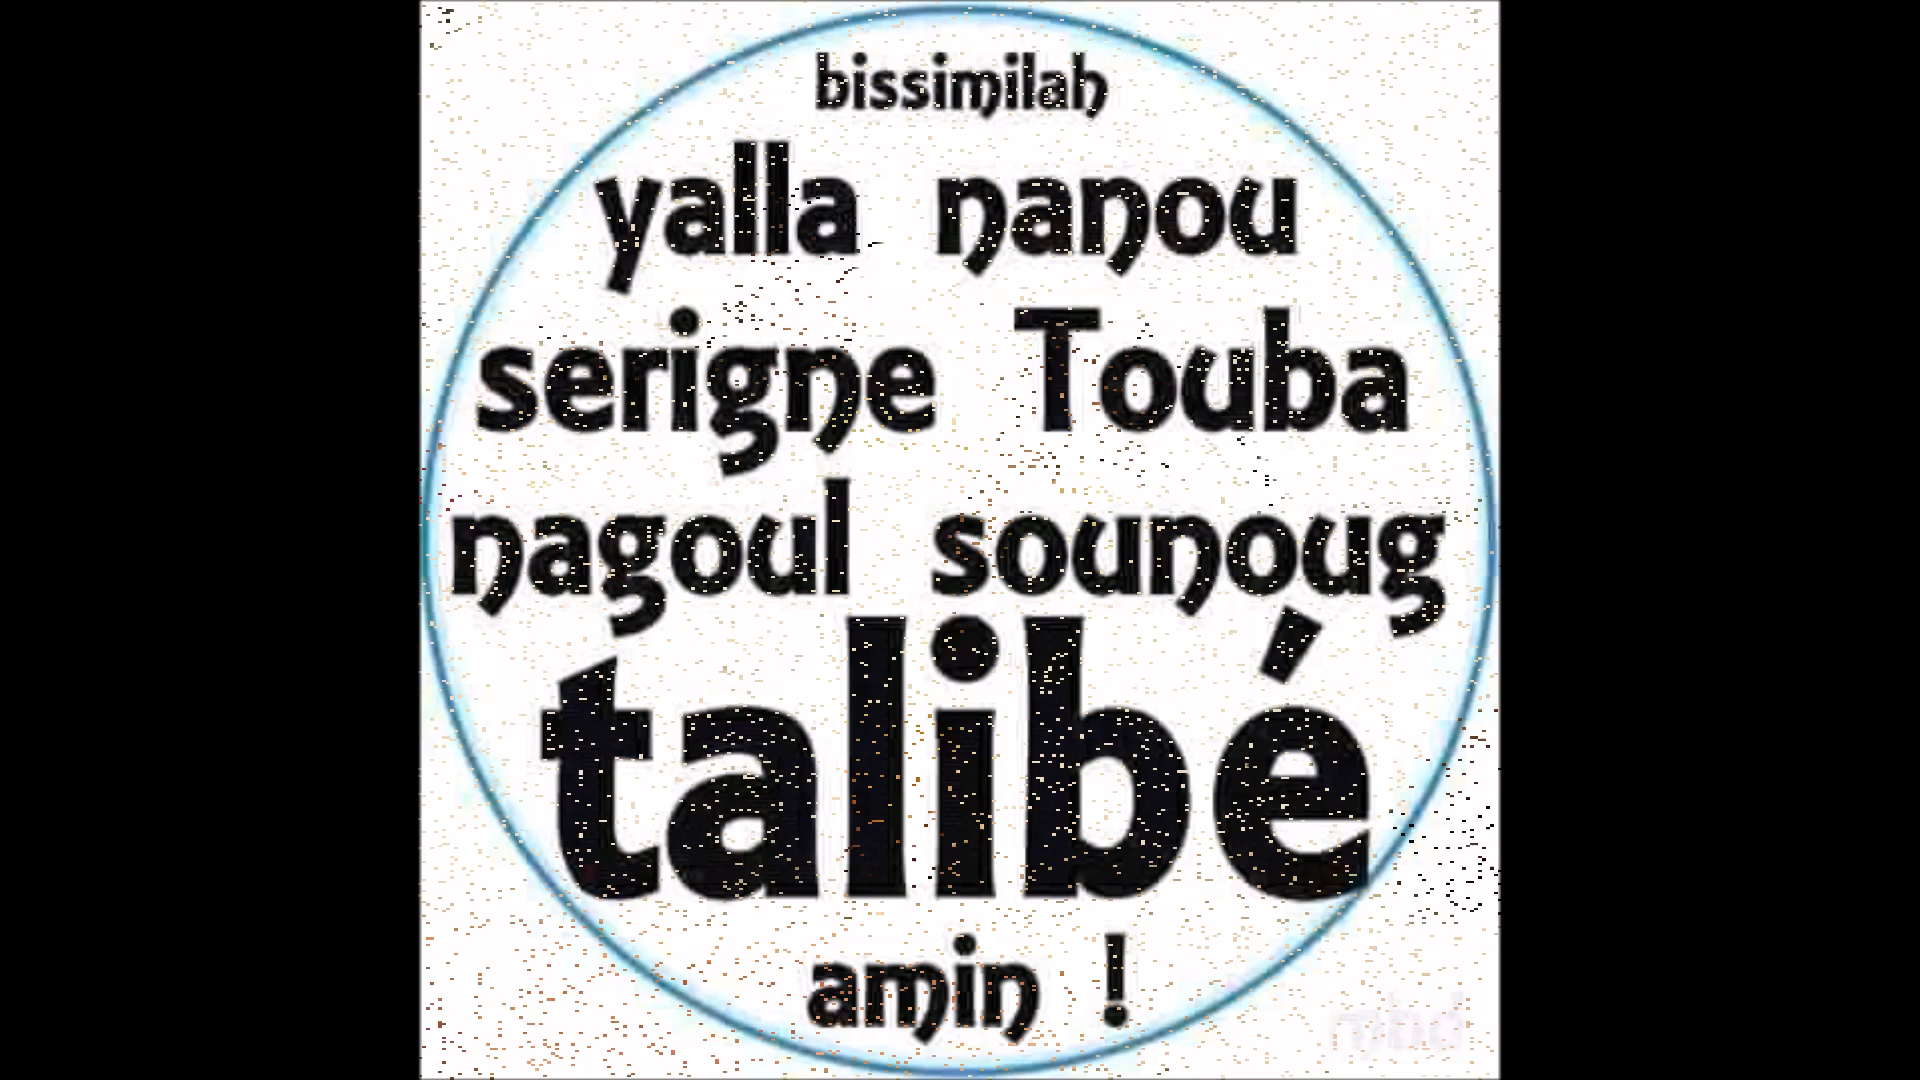 bissimilah
yalla nanou
serigne Touba
nagoul sounoug
talibé
amin !